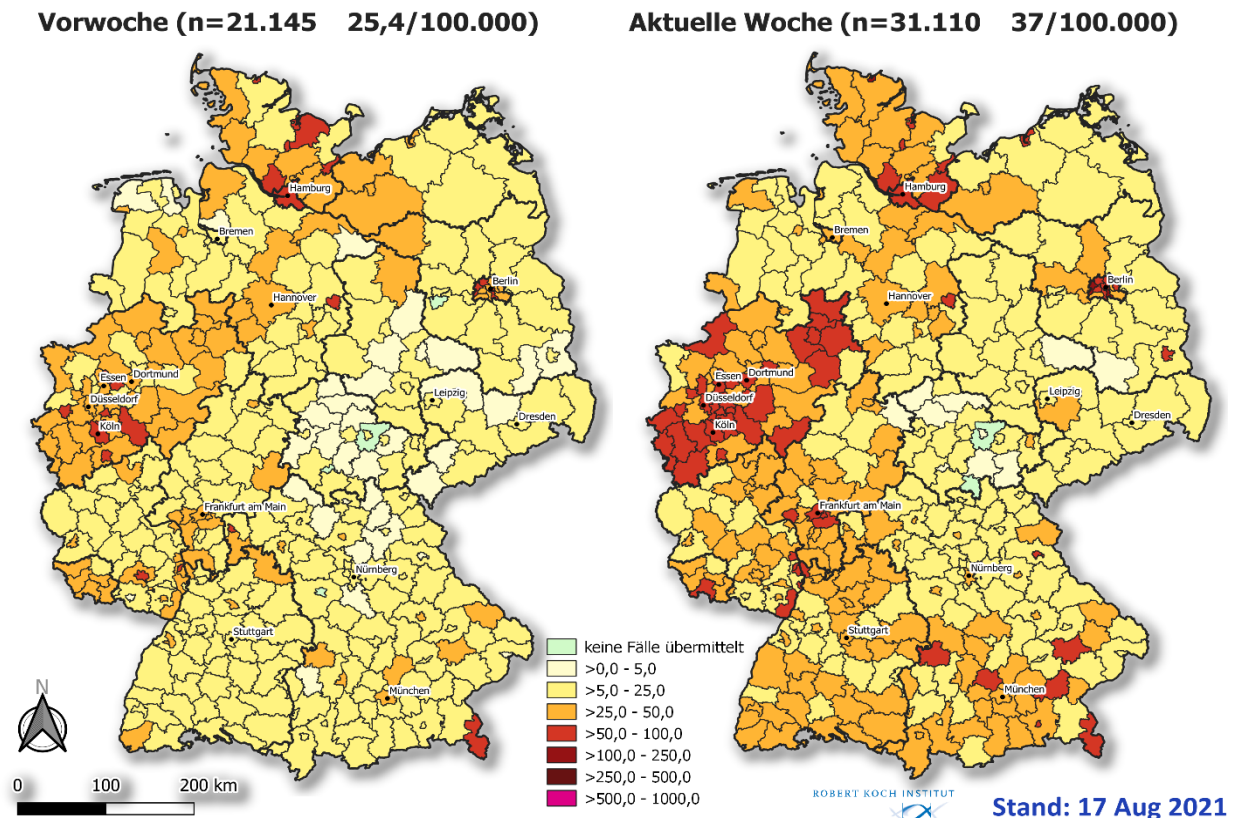 Vorwoche (n=21.145 25,4/100.000)
Aktuelle Woche (n=31.110 37/100.000)
Hamburg
Bremen
Berlin
Hannover
Essen
Dortmund
Düsseldorf
Leipzig
Köln
Dresden
Frankfurt am Main
Nürnberg
Stuttgart
München
Hamburg
Bremen
Berlin
Hannover
Essen
Dortmund
Düsseldorf
Leipzig
Köln
Dresden
Frankfurt am Main
Nürnberg
Stuttgart
München
keine Fälle übermittelt
>0,0 - 5,0
>5,0 - 25,0
>25,0 - 50,0
>50,0 - 100,0
>100,0 - 250,0
>250,0 - 500,0
>500,0 - 1000,0
N
0 100 200 km
ROBERT KOCH INSTITUT
Stand: 17 Aug 2021